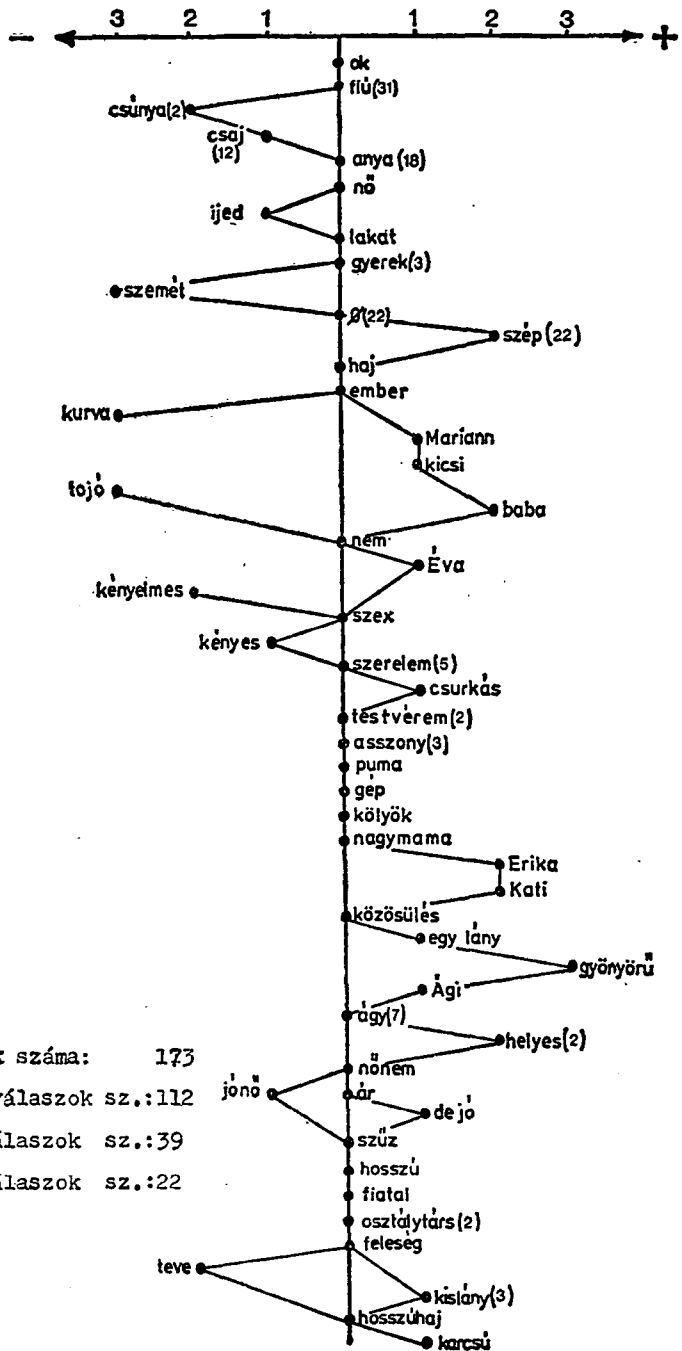 − 3 2 1 1 2 3 +
ok
fiú(31)
csúnya(2)
csaj
(12)
anya(18)
nő
ijed
lakat
gyerek(3)
szemét
Ø(22)
szép(22)
haj
ember
kurva
Mariann
kicsi
tojó
baba
nem
Éva
kényelmes
szex
kényes
szerelem(5)
csurkás
testvérem(2)
asszony(3)
puma
gép
kölyök
nagymama
Erika
Kati
közösülés
egy lány
gyönyörű
Ági
ágy(7)
helyes(2)
száma: 173
nőnem
válaszok sz.:112
jónő
ár
de jó
sz.:39
szűz
sz.:22
hosszú
fiatal
osztálytárs(2)
feleség
teve
kislány(3)
hosszúhaj
karcsú